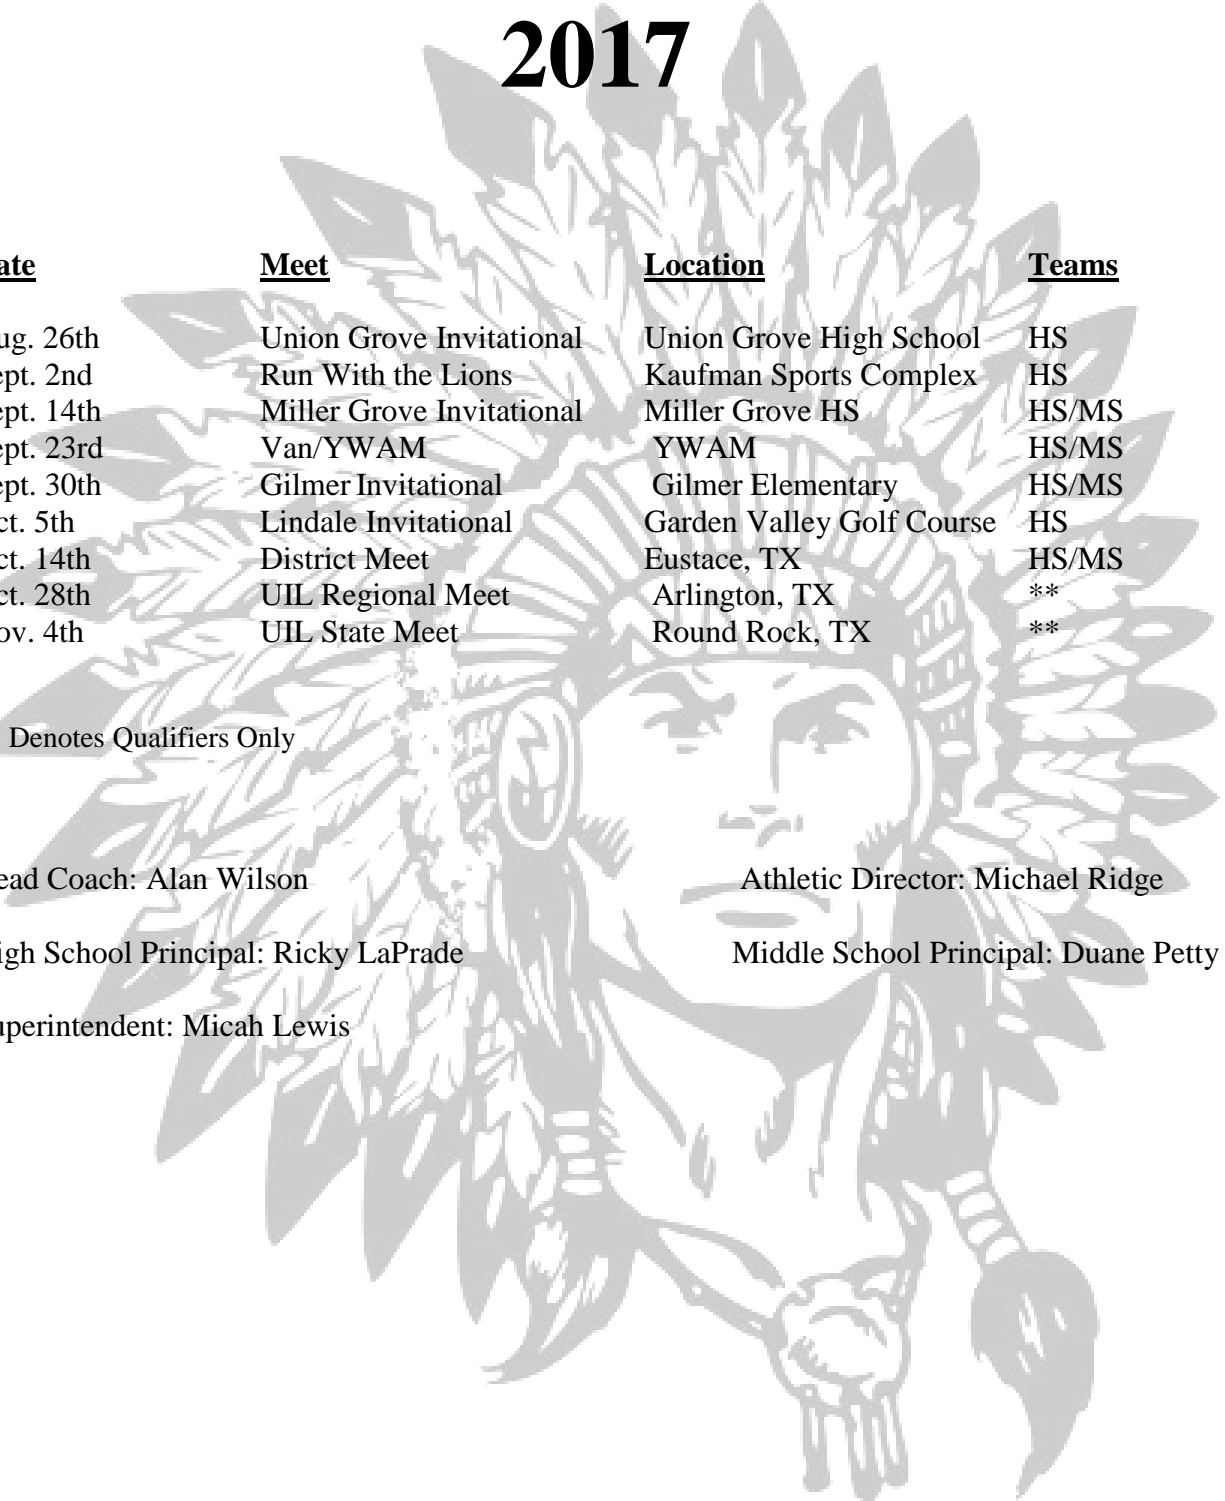 2017
ate Meet Location Teams
ug. 26th Union Grove Invitational Union Grove High School HS
ept. 2nd Run With the Lions Kaufman Sports Complex HS
ept. 14th Miller Grove Invitational Miller Grove HS HS/MS
ept. 23rd Van/YWAM YWAM HS/MS
ept. 30th Gilmer Invitational Gilmer Elementary HS/MS
ct. 5th Lindale Invitational Garden Valley Golf Course HS
ct. 14th District Meet Eustace, TX HS/MS
ct. 28th UIL Regional Meet Arlington, TX **
ov. 4th UIL State Meet Round Rock, TX **
Denotes Qualifiers Only
ead Coach: Alan Wilson Athletic Director: Michael Ridge
igh School Principal: Ricky LaPrade Middle School Principal: Duane Petty
uperintendent: Micah Lewis